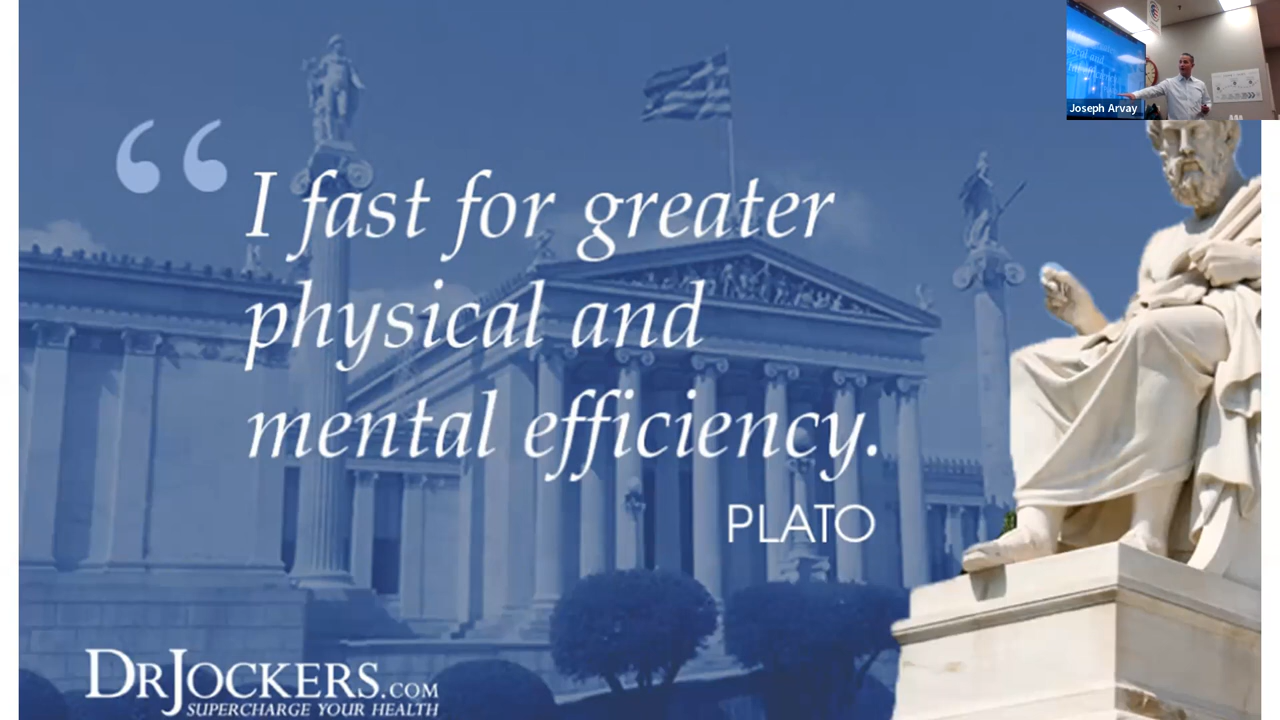 “ I fast for greater
physical and
mental efficiency.
PLATO
DRJOCKERS.COM
SUPERCHARGE YOUR HEALTH
Joseph Arvay